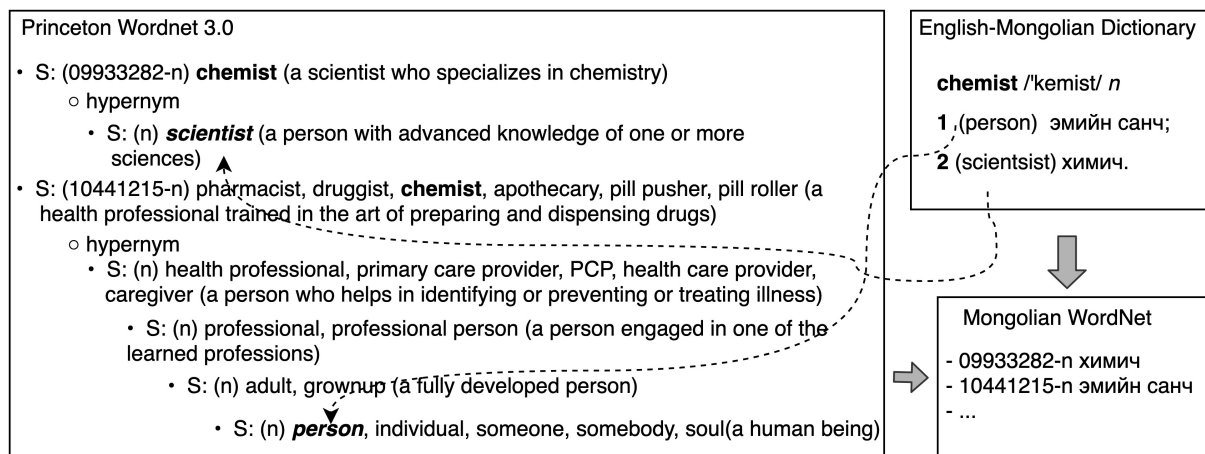 Princeton Wordnet 3.0
• S: (09933282-n) chemist (a scientist who specializes in chemistry)
○ hypernym
• S: (n) scientist (a person with advanced knowledge of one or more
sciences)
• S: (10441215-n) pharmacist, druggist, chemist, apothecary, pill pusher, pill roller (a
health professional trained in the art of preparing and dispensing drugs)
○ hypernym
• S: (n) health professional, primary care provider, PCP, health care provider,
caregiver (a person who helps in identifying or preventing or treating illness)
• S: (n) professional, professional person (a person engaged in one of the
learned professions)
• S: (n) adult, grownup (a fully developed person)
• S: (n) person, individual, someone, somebody, soul(a human being)
English-Mongolian Dictionary
chemist /'kemist/ n
1 (person) эмийн санч;
2 (scientsist) химич.
Mongolian WordNet
- 09933282-n химич
- 10441215-n эмийн санч
- ...